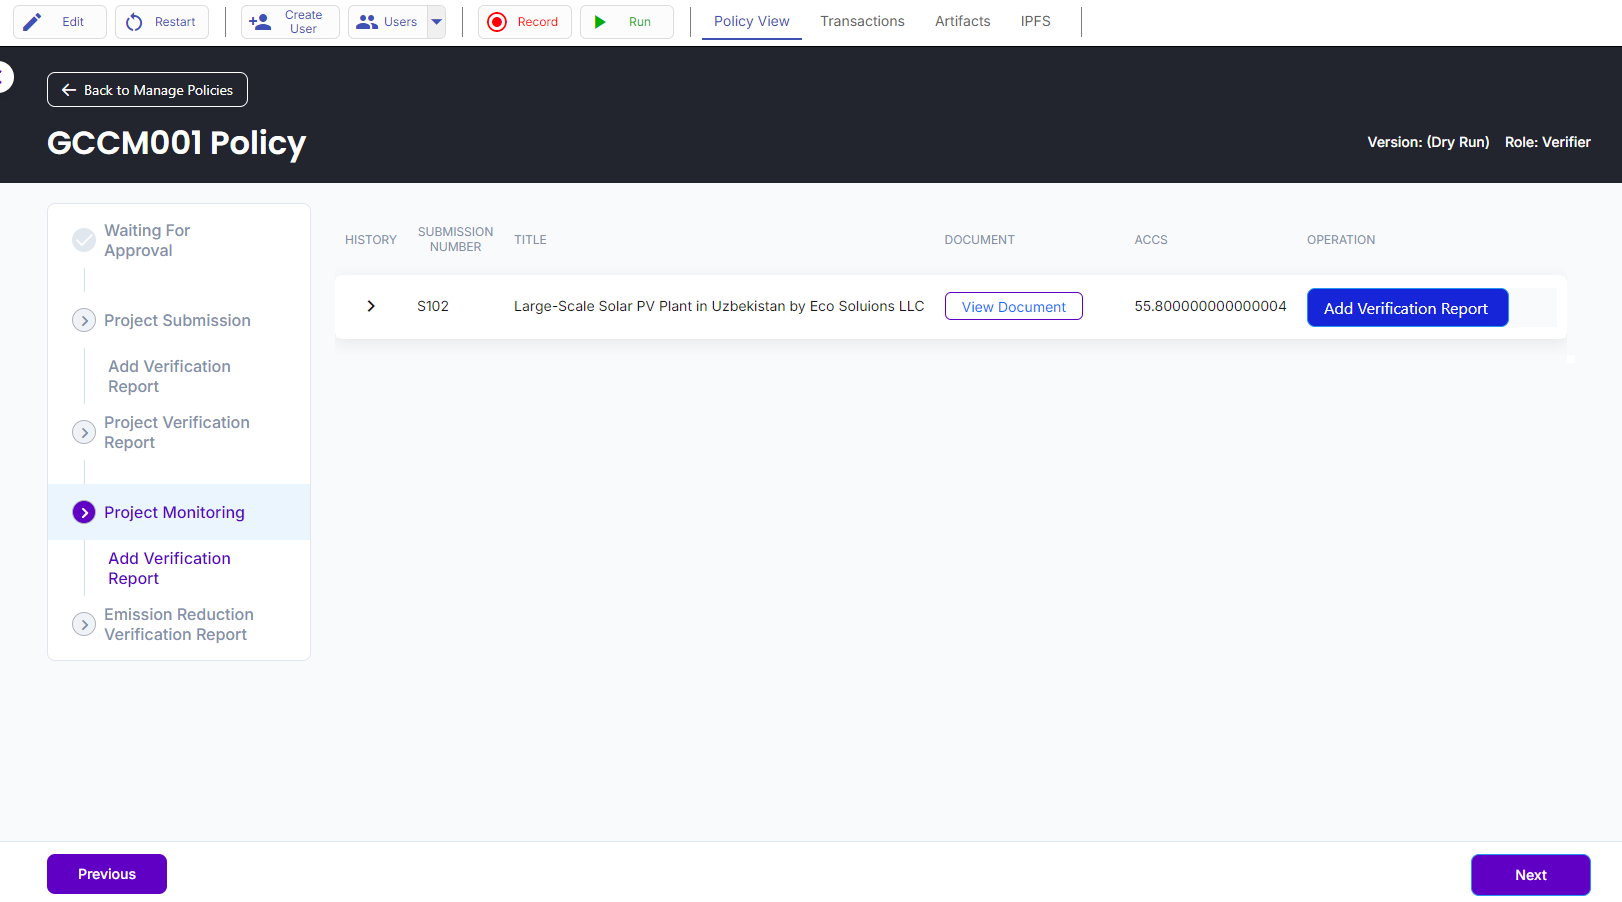 Edit
Restart
Create
User
Users
Record
Run
Policy View
Transactions
Artifacts
IPFS
Back to Manage Policies
GCCM001 Policy
Version: (Dry Run)
Role: Verifier
Waiting For
Approval
Project Submission
Add Verification
Report
Project Verification
Report
Project Monitoring
Add Verification
Report
Emission Reduction
Verification Report
HISTORY
SUBMISSION
NUMBER
TITLE
DOCUMENT
ACCS
OPERATION
S102
Large-Scale Solar PV Plant in Uzbekistan by Eco Soluions LLC
View Document
55.800000000000004
Add Verification Report
Previous
Next